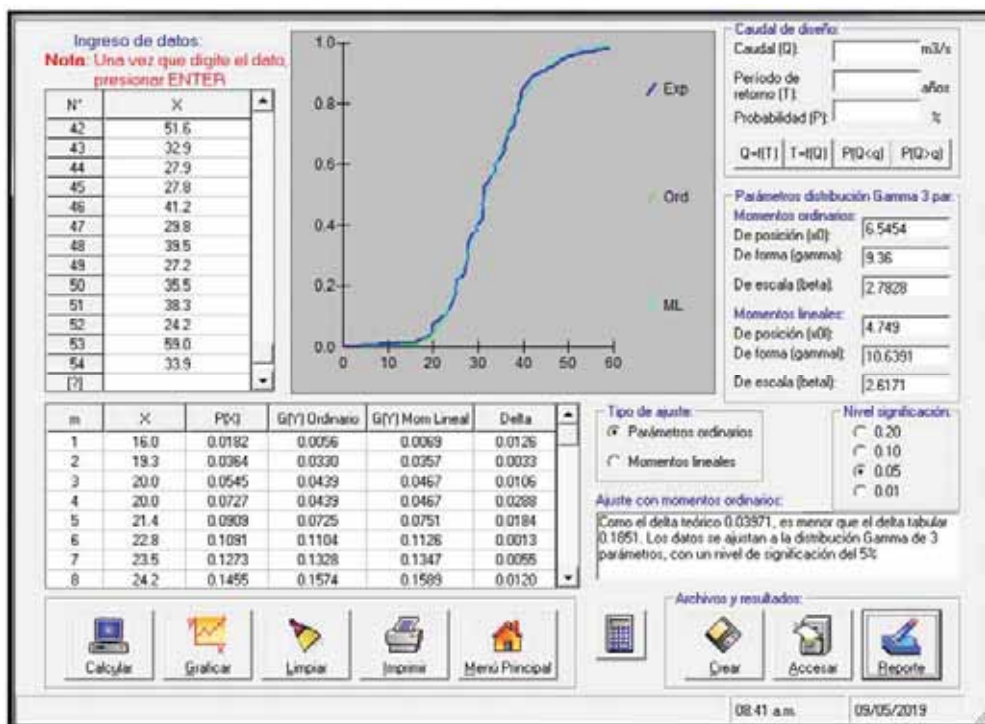 Ingreso de datos:
Nota: Una vez que digite el dato,
presionar ENTER
N° X
42 51.6
43 32.9
44 27.9
45 27.8
46 41.2
47 29.8
48 39.5
49 27.2
50 35.5
51 38.3
52 24.2
53 59.0
54 33.9
[?]
1.0
0.8
0.6
0.4
0.2
0.0
0 10 20 30 40 50 60
Exp
Ord
ML
Caudal de diseño:
Caudal (Q): m3/s
Período de
retorno (T): años
Probabilidad (P): %
Q=f(T) T=f(Q) P(Q<q) P(Q>q)
Parámetros distribución Gamma 3 par:
Momentos ordinarios:
De posición (x0): 6.5454
De forma (gamma): 9.36
De escala (beta): 2.7828
Momentos lineales:
De posición (x0l): 4.749
De forma (gammal): 10.6391
De escala (betal): 2.6171
m X P(X) G(Y) Ordinario G(Y) Mom Lineal Delta
1 16.0 0.0182 0.0056 0.0069 0.0126
2 19.3 0.0364 0.0330 0.0357 0.0033
3 20.0 0.0545 0.0439 0.0467 0.0106
4 20.0 0.0727 0.0439 0.0467 0.0288
5 21.4 0.0909 0.0725 0.0751 0.0184
6 22.8 0.1091 0.1104 0.1126 0.0013
7 23.5 0.1273 0.1328 0.1347 0.0055
8 24.2 0.1455 0.1574 0.1589 0.0120
Tipo de ajuste:
Parámetros ordinarios
Momentos lineales
Nivel significación:
0.20
0.10
0.05
0.01
Ajuste con momentos ordinarios:
Como el delta teórico 0.03971, es menor que el delta tabular
0.1851. Los datos se ajustan a la distribución Gamma de 3
parámetros, con un nivel de significación del 5%
Calcular Graficar Limpiar Imprimir Menú Principal
Archivos y resultados:
Crear Accesar Reporte
08:41 a.m. 09/05/2019